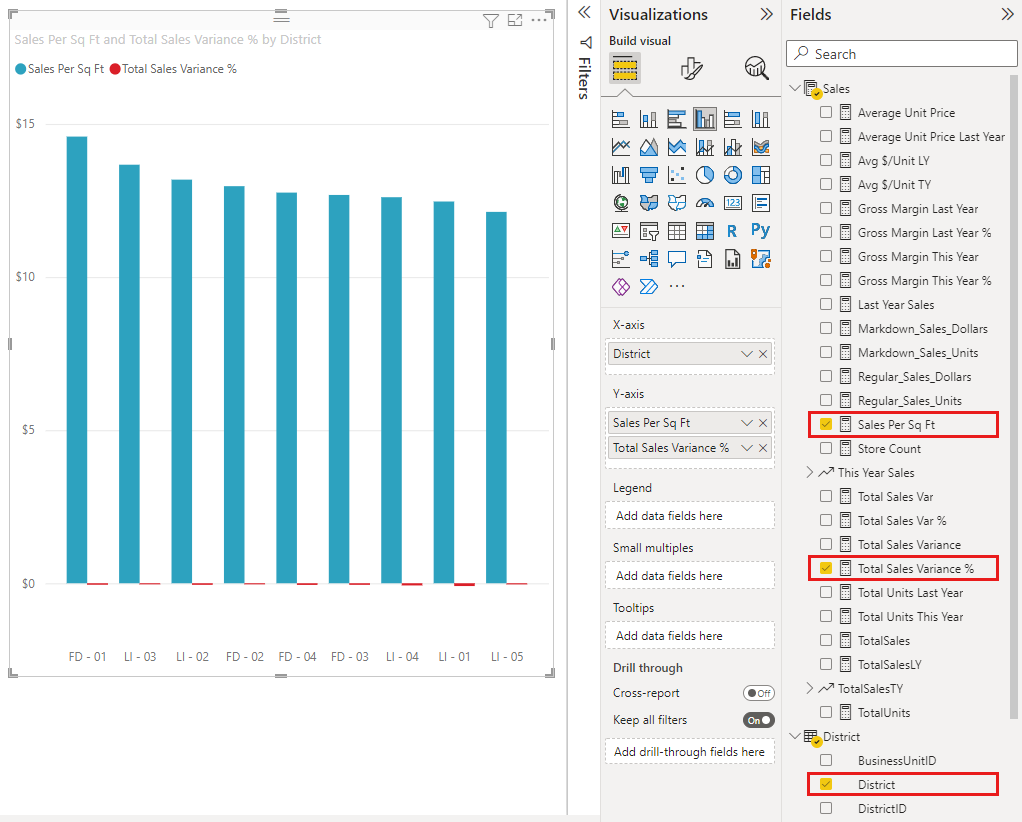 Sales Per Sq Ft and Total Sales Variance % by District
Sales Per Sq Ft Total Sales Variance %
$15
$10
$5
$0
FD - 01 LI - 03 LI - 02 FD - 02 FD - 04 FD - 03 LI - 04 LI - 01 LI - 05
Filters
Visualizations
Build visual
123
R Py
X-axis
District
Y-axis
Sales Per Sq Ft
Total Sales Variance %
Legend
Add data fields here
Small multiples
Add data fields here
Tooltips
Add data fields here
Drill through
Cross-report Off
Keep all filters On
Add drill-through fields here
Fields
Search
Sales
Average Unit Price
Average Unit Price Last Year
Avg $/Unit LY
Avg $/Unit TY
Gross Margin Last Year
Gross Margin Last Year %
Gross Margin This Year
Gross Margin This Year %
Last Year Sales
Markdown_Sales_Dollars
Markdown_Sales_Units
Regular_Sales_Dollars
Regular_Sales_Units
Sales Per Sq Ft
Store Count
This Year Sales
Total Sales Var
Total Sales Var %
Total Sales Variance
Total Sales Variance %
Total Units Last Year
Total Units This Year
TotalSales
TotalSalesLY
TotalSalesTY
TotalUnits
District
BusinessUnitID
District
DistrictID